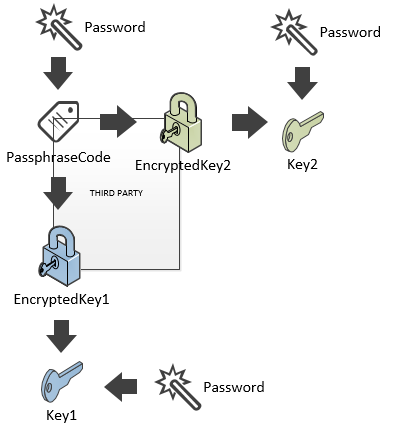 Password
Password
PassphraseCode
EncryptedKey2
Key2
THIRD PARTY
EncryptedKey1
Password
Key1